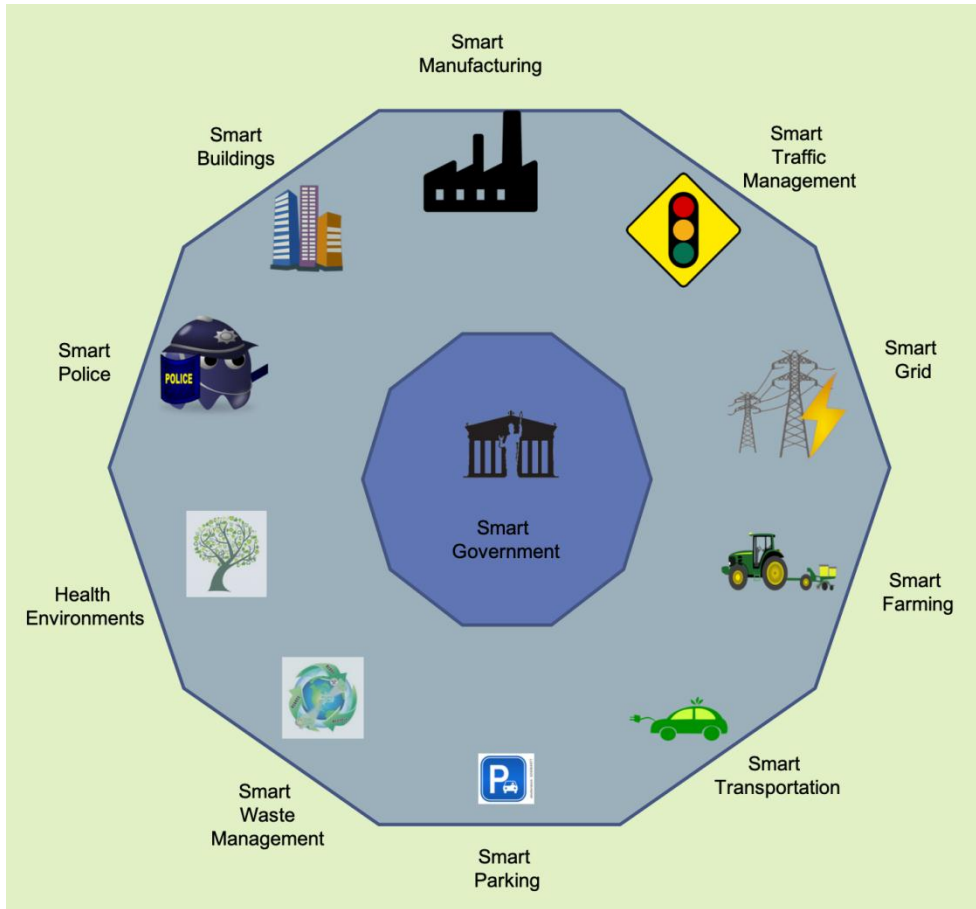 Smart
Manufacturing
Smart
Buildings
Smart
Traffic
Management
Smart
Police
POLICE
Smart
Grid
Smart
Government
Health
Environments
Smart
Farming
Smart
Waste
Management
P
Smart
Transportation
Smart
Parking